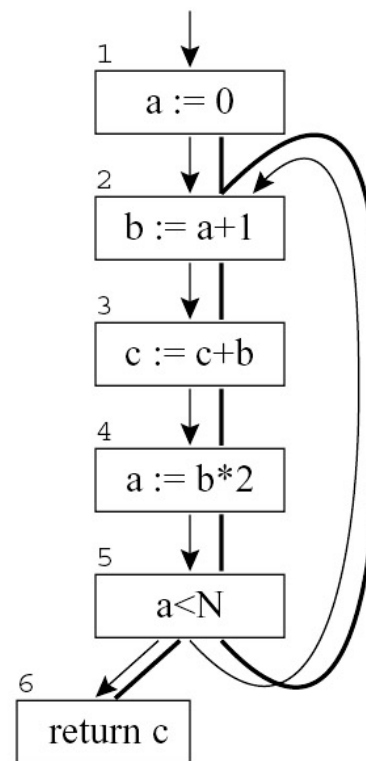 1
a := 0
2
b := a+1
3
c := c+b
4
a := b*2
5
a<N
6
return c